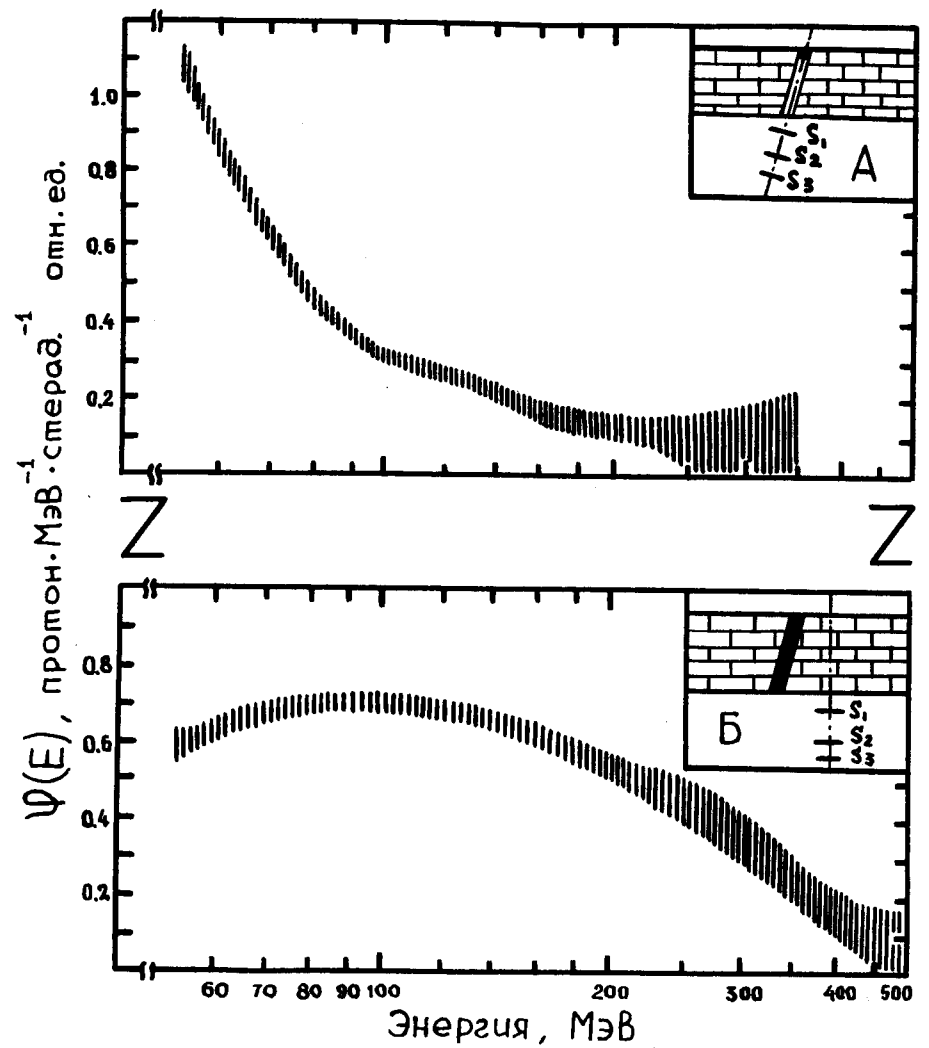 φ(E), протон·МэВ⁻¹·стерад.⁻¹ отн.ед.
1.0
0.8
0.6
0.4
0.2
S₁
S₂
S₃
А
Z
Z
0.8
0.6
0.4
0.2
S₁
S₂
S₃
Б
60 70 80 90 100 200 300 400 500
Энергия, МэВ